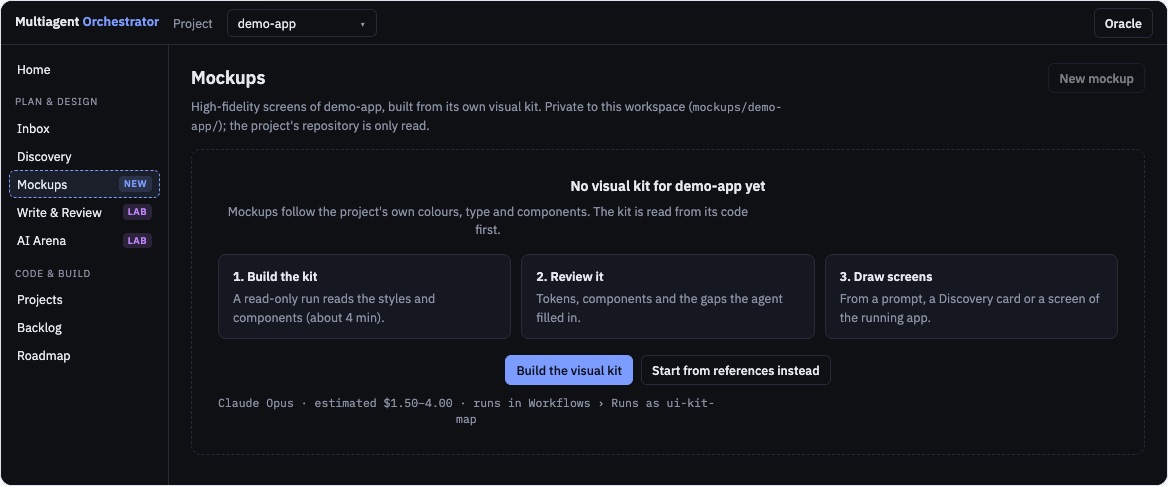 Multiagent Orchestrator Project demo-app Oracle
Home
PLAN & DESIGN
Inbox
Discovery
Mockups NEW
Write & Review LAB
AI Arena LAB
CODE & BUILD
Projects
Backlog
Roadmap
Mockups
New mockup
High-fidelity screens of demo-app, built from its own visual kit. Private to this workspace (mockups/demo-
app/); the project's repository is only read.
No visual kit for demo-app yet
Mockups follow the project's own colours, type and components. The kit is read from its code
first.
1. Build the kit
A read-only run reads the styles and
components (about 4 min).
2. Review it
Tokens, components and the gaps the agent
filled in.
3. Draw screens
From a prompt, a Discovery card or a screen of
the running app.
Build the visual kit
Start from references instead
Claude Opus · estimated $1.50–4.00 · runs in Workflows › Runs as ui-kit-
map